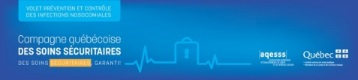 VOLET PRÉVENTION ET CONTRÔLE
DES INFECTIONS NOSOCOMIALES
Campagne québécoise
DES SOINS SÉCURITAIRES
DES SOINS SÉCURITAIRES, GARANTI!
aqesss
Québec